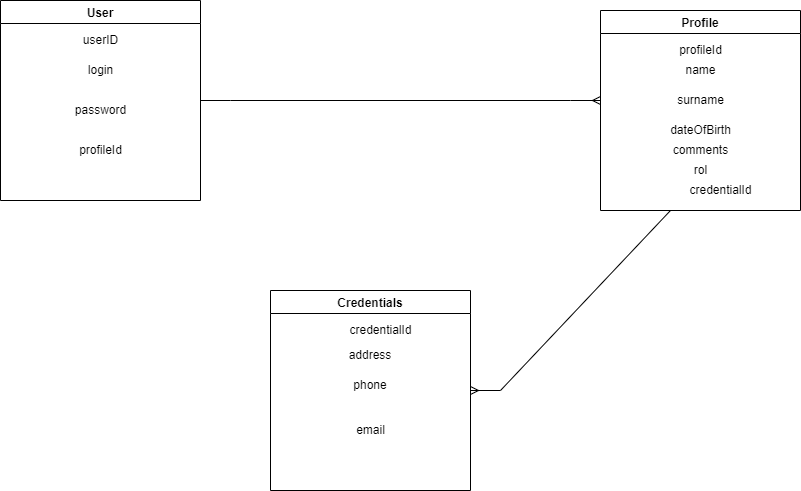 User
userID
login
password
profileId
Profile
profileId
name
surname
dateOfBirth
comments
rol
credentialId
Credentials
credentialId
address
phone
email